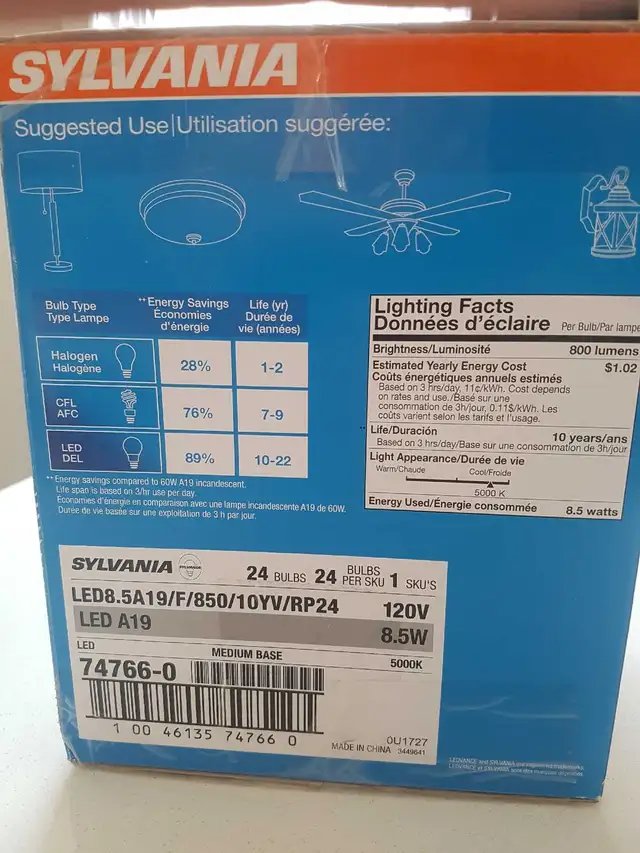 SYLVANIA
Suggested Use|Utilisation suggérée:
Bulb Type
Type Lampe
**Energy Savings
Économies
d'énergie
Life (yr)
Durée de
vie (années)
Halogen
Halogène
28%
1-2
CFL
AFC
76%
7-9
LED
DEL
89%
10-22
**Energy savings compared to 60W A19 incandescent.
Life span is based on 3/hr use per day.
Économies d'énergie en comparaison avec une lampe incandescente A19 de 60W.
Durée de vie basée sur une exploitation de 3 h par jour.
Lighting Facts
Données d'éclaire Per Bulb/Par lampe
Brightness/Luminosité 800 lumens
Estimated Yearly Energy Cost $1.02
Coûts énergétiques annuels estimés
Based on 3 hrs/day, 11¢/kWh. Cost depends
on rates and use./Basé sur une
consommation de 3h/jour, 0.11$/kWh. Les
coûts varient selon les tarifs et l'usage.
Life/Duración 10 years/ans
Based on 3 hrs/day/Base sur une consommation de 3h/jour
Light Appearance/Durée de vie
Warm/Chaude Cool/Froide
5000 K
Energy Used/Énergie consommée 8.5 watts
SYLVANIA
24 BULBS 24 BULBS PER SKU 1 SKU'S
LED8.5A19/F/850/10YV/RP24 120V
LED A19 8.5W
LED MEDIUM BASE 5000K
74766-0
1 00 46135 74766 0
0U1727
MADE IN CHINA 3449641
LEDVANCE and SYLVANIA are registered trademarks.